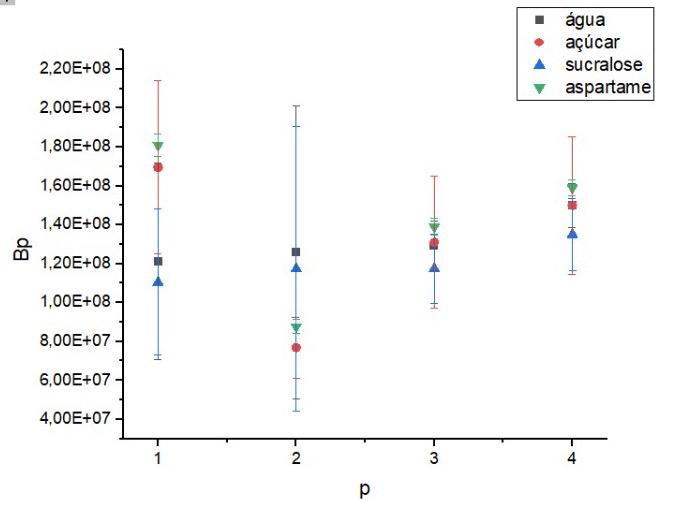 água
açúcar
sucralose
aspartame
2,20E+08
2,00E+08
1,80E+08
1,60E+08
1,40E+08
1,20E+08
1,00E+08
8,00E+07
6,00E+07
4,00E+07
Bp
1 2 3 4
p